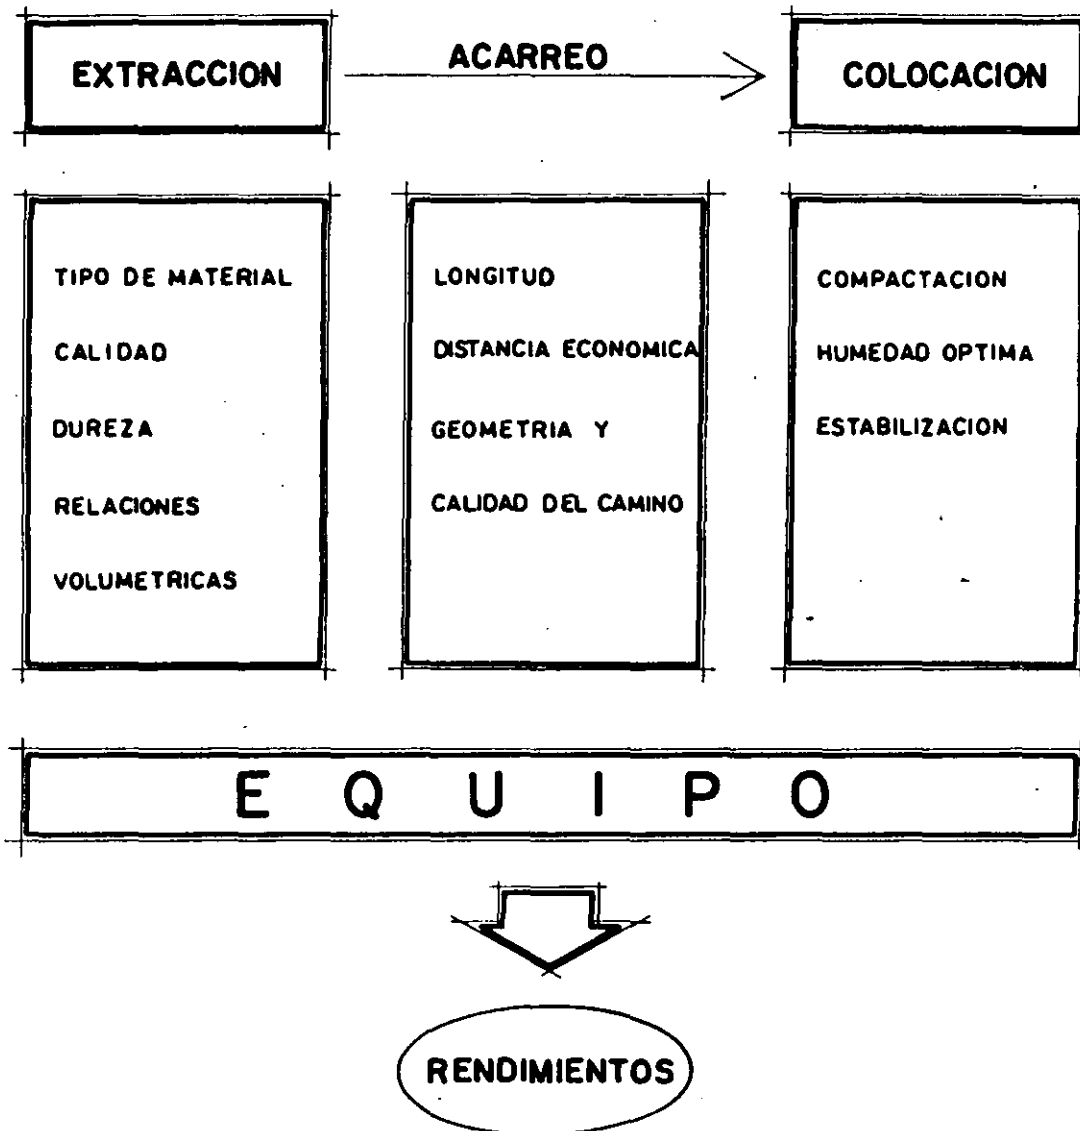 EXTRACCION
ACARREO
COLOCACION
TIPO DE MATERIAL
CALIDAD
DUREZA
RELACIONES
VOLUMETRICAS
LONGITUD
DISTANCIA ECONOMICA
GEOMETRIA Y
CALIDAD DEL CAMINO
COMPACTACION
HUMEDAD OPTIMA
ESTABILIZACION
EQUIPO
RENDIMIENTOS